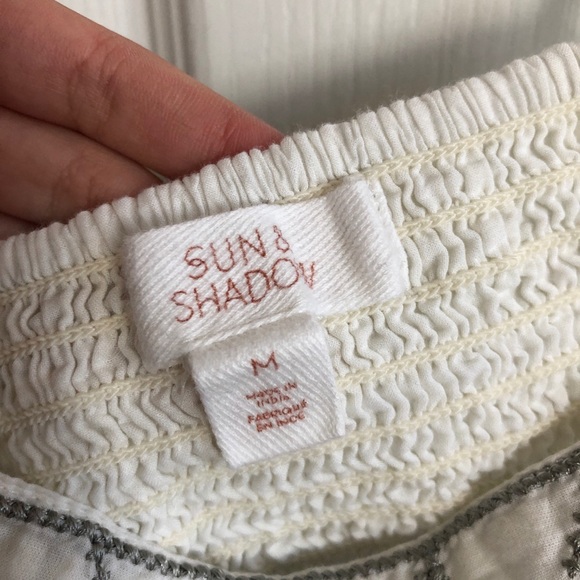 SUN &
SHADOW
M
MADE IN
INDIA
FABRIQUÉ
EN INDE